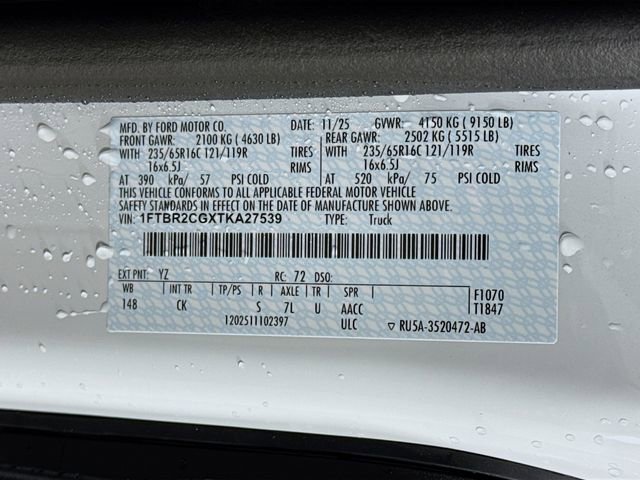 MFD. BY FORD MOTOR CO. DATE: 11/25 GVWR: 4150 KG ( 9150 LB)
FRONT GAWR: 2100 KG ( 4630 LB) REAR GAWR: 2502 KG ( 5515 LB)
WITH 235/65R16C 121/119R TIRES WITH 235/65R16C 121/119R TIRES
16x6.5J RIMS 16x6.5J RIMS
AT 390 kPa/ 57 PSI COLD AT 520 kPa/ 75 PSI COLD
THIS VEHICLE CONFORMS TO ALL APPLICABLE FEDERAL MOTOR VEHICLE
SAFETY STANDARDS IN EFFECT ON THE DATE OF MANUFACTURE SHOWN ABOVE.
VIN: 1FTBR2CGXTKA27539 TYPE: Truck
EXT PNT: YZ RC: 72 DSO:
WB INT TR TP/PS R AXLE TR SPR F1070
148 CK S 7L U AACC T1847
1202511102397 ULC ▽ RU5A-3520472-AB